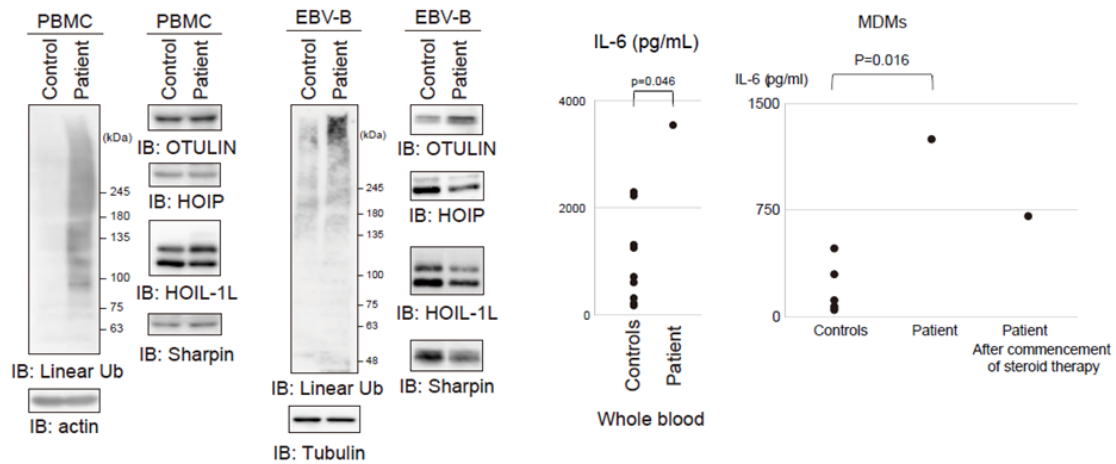 PBMC
Control
Patient
(kDa)
245
180
135
100
75
63
IB: Linear Ub
IB: actin
PBMC
Control
Patient
IB: OTULIN
IB: HOIP
IB: HOIL-1L
IB: Sharpin
EBV-B
Control
Patient
(kDa)
245
180
135
100
75
63
48
IB: Linear Ub
IB: Tubulin
EBV-B
Control
Patient
IB: OTULIN
IB: HOIP
IB: HOIL-1L
IB: Sharpin
IL-6 (pg/mL)
p=0.046
4000
2000
0
Controls
Patient
Whole blood
MDMs
P=0.016
IL-6 (pg/ml)
1500
750
0
Controls
Patient
Patient
After commencement
of steroid therapy